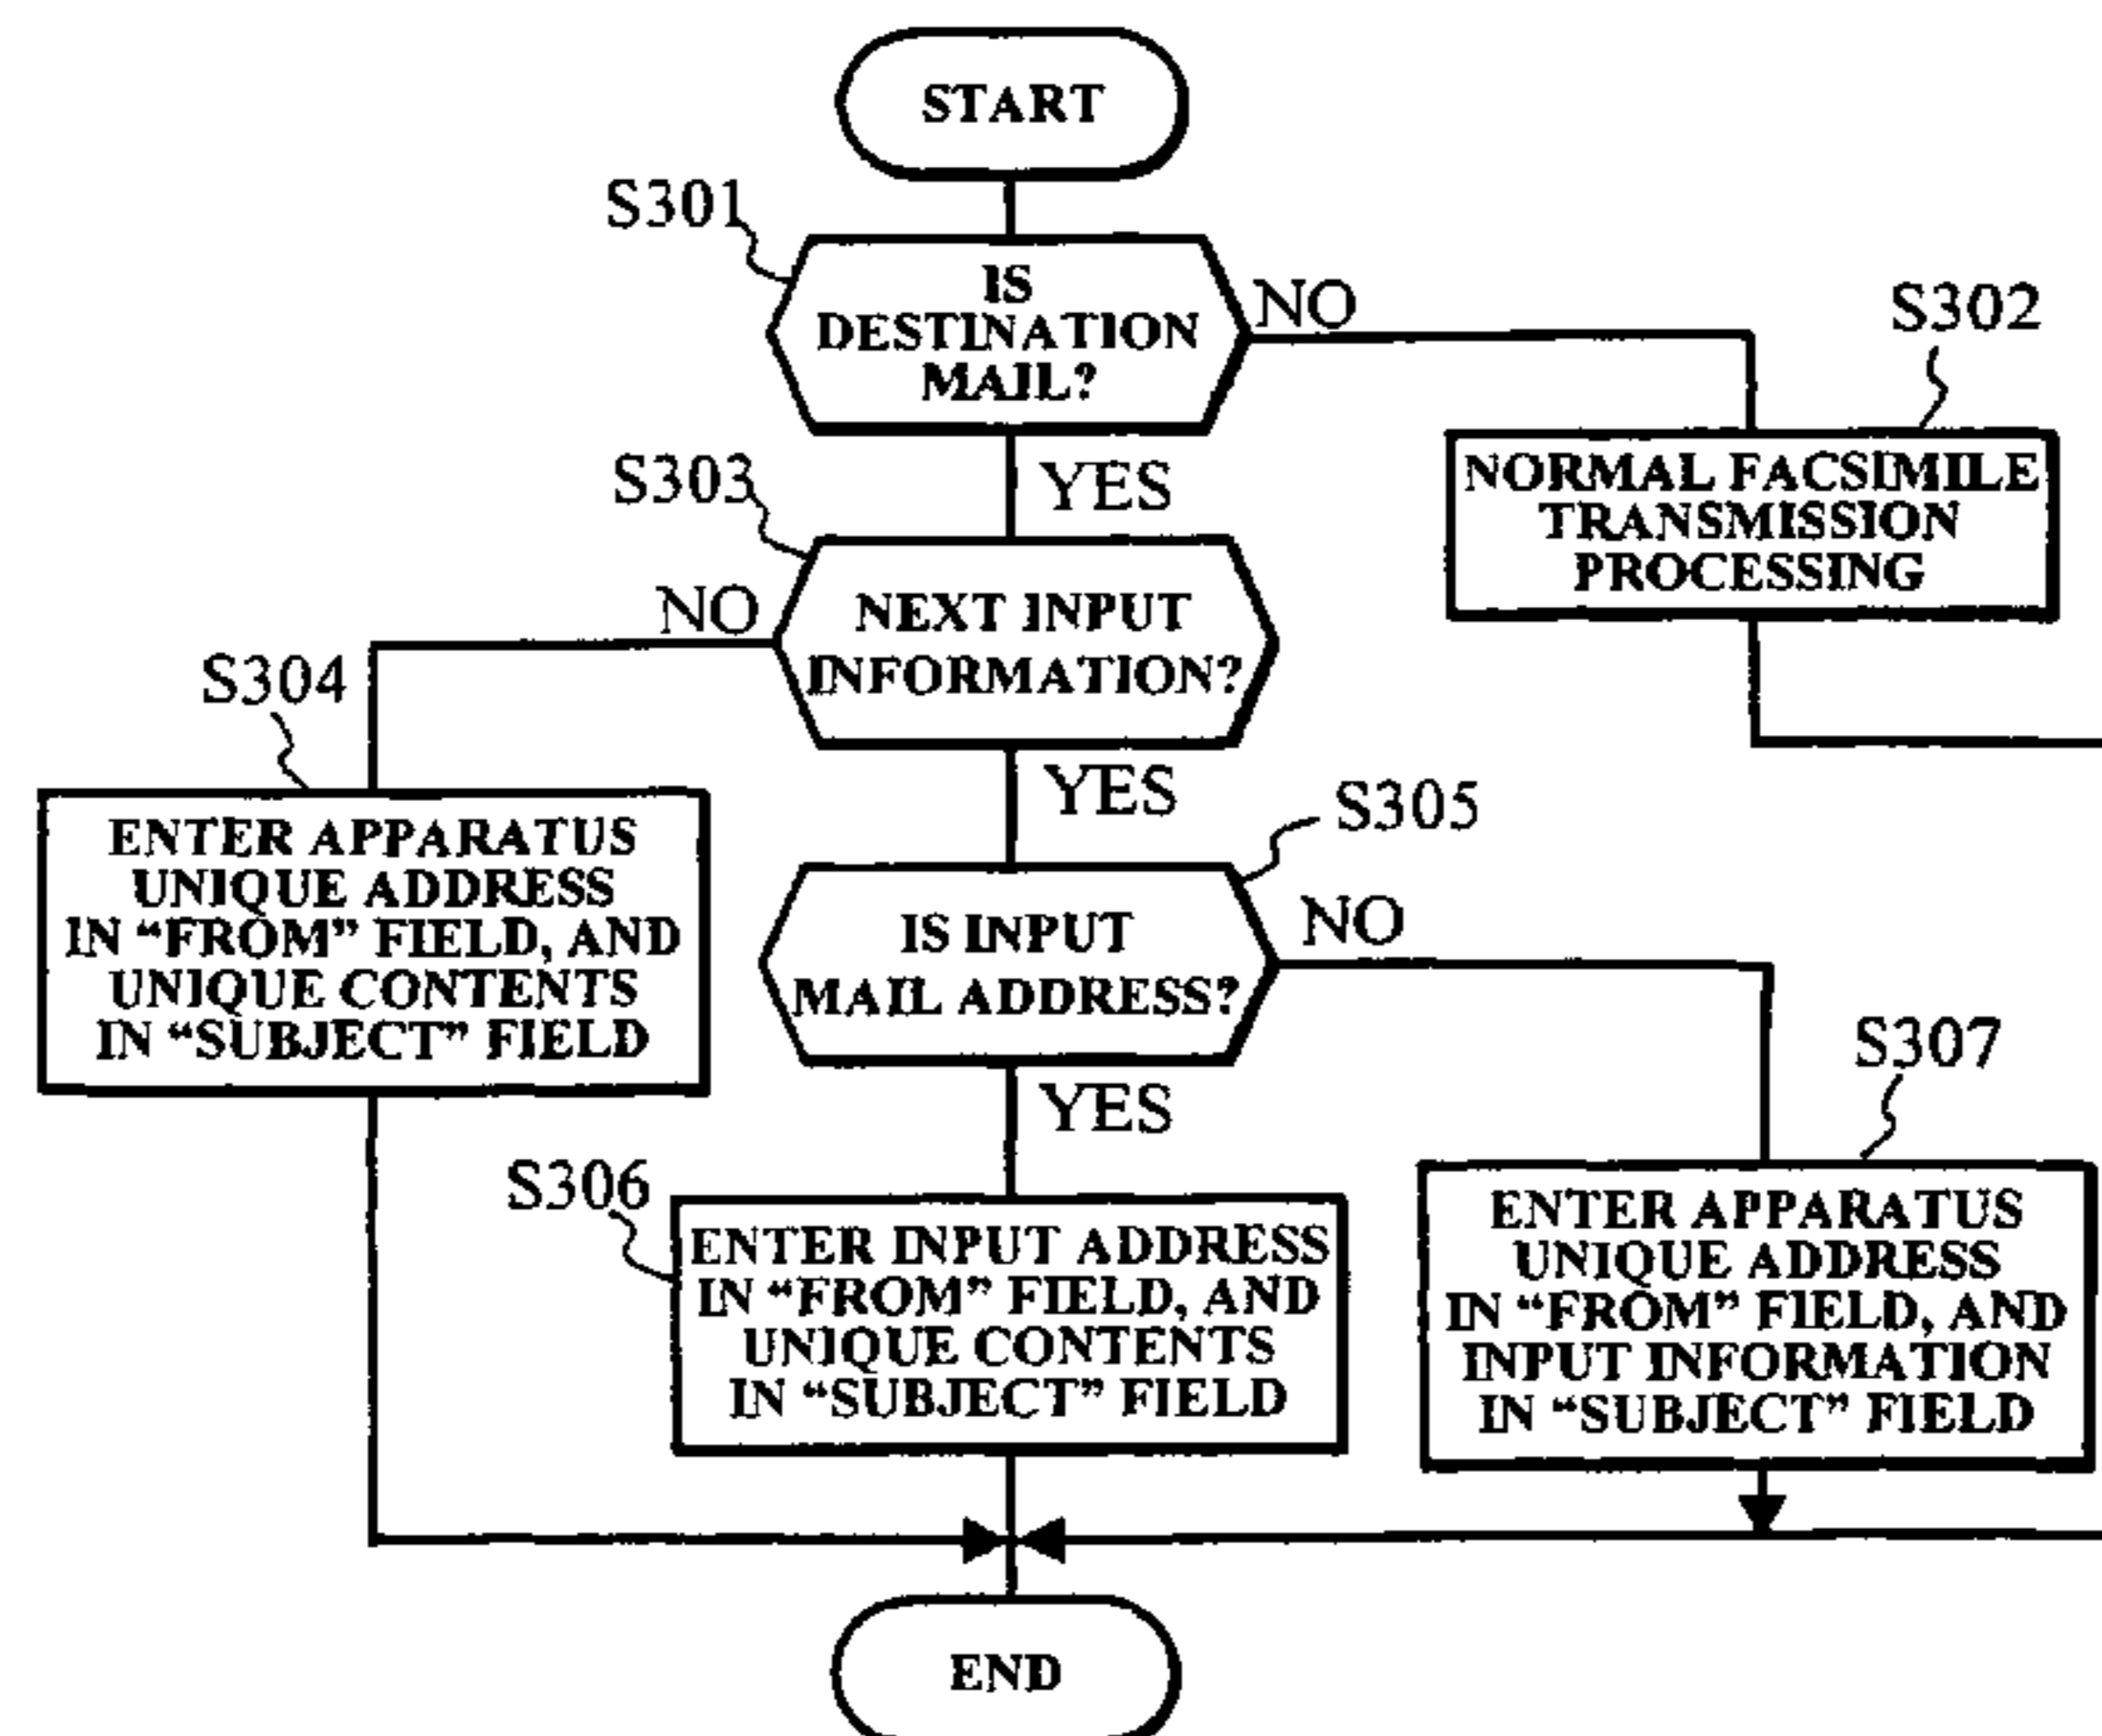 START
S301
IS
DESTINATION
MAIL?
NO
S302
NORMAL FACSIMILE
TRANSMISSION
PROCESSING
YES
S303
NEXT INPUT
INFORMATION?
NO
S304
ENTER APPARATUS
UNIQUE ADDRESS
IN “FROM” FIELD, AND
UNIQUE CONTENTS
IN “SUBJECT” FIELD
YES
S305
IS INPUT
MAIL ADDRESS?
NO
YES
S306
ENTER INPUT ADDRESS
IN “FROM” FIELD, AND
UNIQUE CONTENTS
IN “SUBJECT” FIELD
S307
ENTER APPARATUS
UNIQUE ADDRESS
IN “FROM” FIELD, AND
INPUT INFORMATION
IN “SUBJECT” FIELD
END